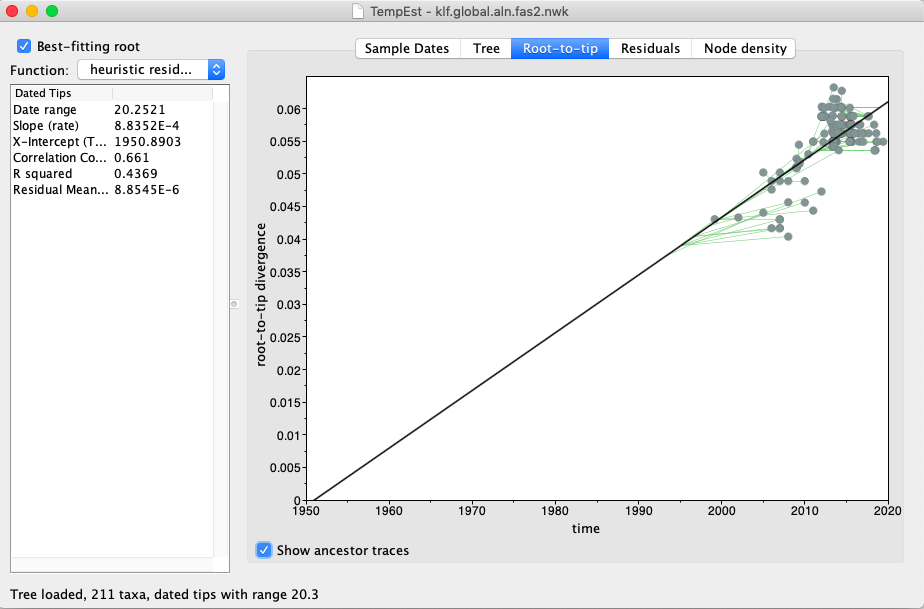 TempEst - klf.global.aln.fas2.nwk
Best-fitting root
Function: heuristic resid...
Dated Tips
Date range 20.2521
Slope (rate) 8.8352E-4
X-Intercept (T... 1950.8903
Correlation Co... 0.661
R squared 0.4369
Residual Mean... 8.8545E-6
Sample Dates Tree Root-to-tip Residuals Node density
root-to-tip divergence
0.06
0.055
0.05
0.045
0.04
0.035
0.03
0.025
0.02
0.015
0.01
0.005
0
1950 1960 1970 1980 1990 2000 2010 2020
time
Show ancestor traces
Tree loaded, 211 taxa, dated tips with range 20.3